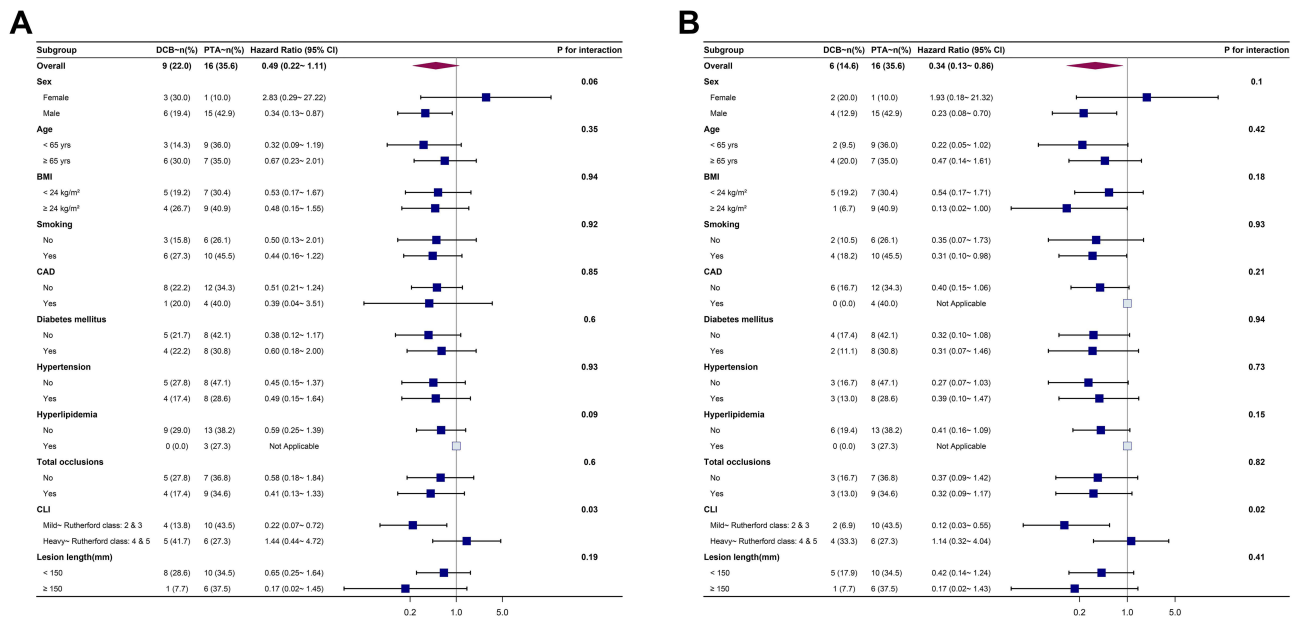 A
Subgroup DCB~n(%) PTA~n(%) Hazard Ratio (95% CI) P for interaction
Overall 9 (22.0) 16 (35.6) 0.49 (0.22~ 1.11)
Sex 0.06
Female 3 (30.0) 1 (10.0) 2.83 (0.29~ 27.22)
Male 6 (19.4) 15 (42.9) 0.34 (0.13~ 0.87)
Age 0.35
< 65 yrs 3 (14.3) 9 (36.0) 0.32 (0.09~ 1.19)
≥ 65 yrs 6 (30.0) 7 (35.0) 0.67 (0.23~ 2.01)
BMI 0.94
< 24 kg/m² 5 (19.2) 7 (30.4) 0.53 (0.17~ 1.67)
≥ 24 kg/m² 4 (26.7) 9 (40.9) 0.48 (0.15~ 1.55)
Smoking 0.92
No 3 (15.8) 6 (26.1) 0.50 (0.13~ 2.01)
Yes 6 (27.3) 10 (45.5) 0.44 (0.16~ 1.22)
CAD 0.85
No 8 (22.2) 12 (34.3) 0.51 (0.21~ 1.24)
Yes 1 (20.0) 4 (40.0) 0.39 (0.04~ 3.51)
Diabetes mellitus 0.6
No 5 (21.7) 8 (42.1) 0.38 (0.12~ 1.17)
Yes 4 (22.2) 8 (30.8) 0.60 (0.18~ 2.00)
Hypertension 0.93
No 5 (27.8) 8 (47.1) 0.45 (0.15~ 1.37)
Yes 4 (17.4) 8 (28.6) 0.49 (0.15~ 1.64)
Hyperlipidemia 0.09
No 9 (29.0) 13 (38.2) 0.59 (0.25~ 1.39)
Yes 0 (0.0) 3 (27.3) Not Applicable
Total occlusions 0.6
No 5 (27.8) 7 (36.8) 0.58 (0.18~ 1.84)
Yes 4 (17.4) 9 (34.6) 0.41 (0.13~ 1.33)
CLI 0.03
Mild~ Rutherford class: 2 & 3 4 (13.8) 10 (43.5) 0.22 (0.07~ 0.72)
Heavy~ Rutherford class: 4 & 5 5 (41.7) 6 (27.3) 1.44 (0.44~ 4.72)
Lesion length(mm) 0.19
< 150 8 (28.6) 10 (34.5) 0.65 (0.25~ 1.64)
≥ 150 1 (7.7) 6 (37.5) 0.17 (0.02~ 1.45)
0.2 1.0 5.0
B
Subgroup DCB~n(%) PTA~n(%) Hazard Ratio (95% CI) P for interaction
Overall 6 (14.6) 16 (35.6) 0.34 (0.13~ 0.86)
Sex 0.1
Female 2 (20.0) 1 (10.0) 1.93 (0.18~ 21.32)
Male 4 (12.9) 15 (42.9) 0.23 (0.08~ 0.70)
Age 0.42
< 65 yrs 2 (9.5) 9 (36.0) 0.22 (0.05~ 1.02)
≥ 65 yrs 4 (20.0) 7 (35.0) 0.47 (0.14~ 1.61)
BMI 0.18
< 24 kg/m² 5 (19.2) 7 (30.4) 0.54 (0.17~ 1.71)
≥ 24 kg/m² 1 (6.7) 9 (40.9) 0.13 (0.02~ 1.00)
Smoking 0.93
No 2 (10.5) 6 (26.1) 0.35 (0.07~ 1.73)
Yes 4 (18.2) 10 (45.5) 0.31 (0.10~ 0.98)
CAD 0.21
No 6 (16.7) 12 (34.3) 0.40 (0.15~ 1.06)
Yes 0 (0.0) 4 (40.0) Not Applicable
Diabetes mellitus 0.94
No 4 (17.4) 8 (42.1) 0.32 (0.10~ 1.08)
Yes 2 (11.1) 8 (30.8) 0.31 (0.07~ 1.46)
Hypertension 0.73
No 3 (16.7) 8 (47.1) 0.27 (0.07~ 1.03)
Yes 3 (13.0) 8 (28.6) 0.39 (0.10~ 1.47)
Hyperlipidemia 0.15
No 6 (19.4) 13 (38.2) 0.41 (0.16~ 1.09)
Yes 0 (0.0) 3 (27.3) Not Applicable
Total occlusions 0.82
No 3 (16.7) 7 (36.8) 0.37 (0.09~ 1.42)
Yes 3 (13.0) 9 (34.6) 0.32 (0.09~ 1.17)
CLI 0.02
Mild~ Rutherford class: 2 & 3 2 (6.9) 10 (43.5) 0.12 (0.03~ 0.55)
Heavy~ Rutherford class: 4 & 5 4 (33.3) 6 (27.3) 1.14 (0.32~ 4.04)
Lesion length(mm) 0.41
< 150 5 (17.9) 10 (34.5) 0.42 (0.14~ 1.24)
≥ 150 1 (7.7) 6 (37.5) 0.17 (0.02~ 1.43)
0.2 1.0 5.0